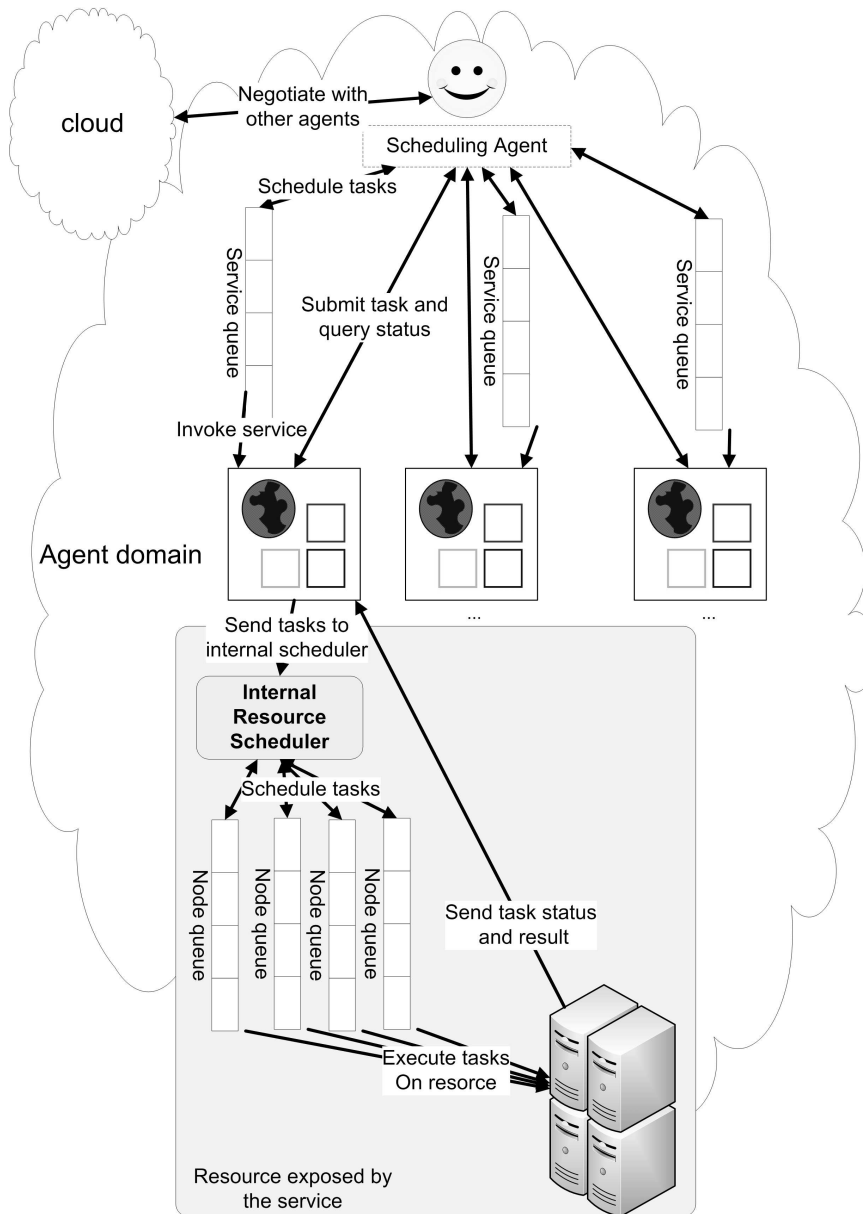 Negotiate with
other agents
cloud
Scheduling Agent
Schedule tasks
Service queue
Service queue
Service queue
Submit task and
query status
Invoke service
Agent domain
...
...
Send tasks to
internal scheduler
Internal
Resource
Scheduler
Schedule tasks
Node queue
Node queue
Node queue
Node queue
Send task status
and result
Execute tasks
On resorce
Resource exposed by
the service